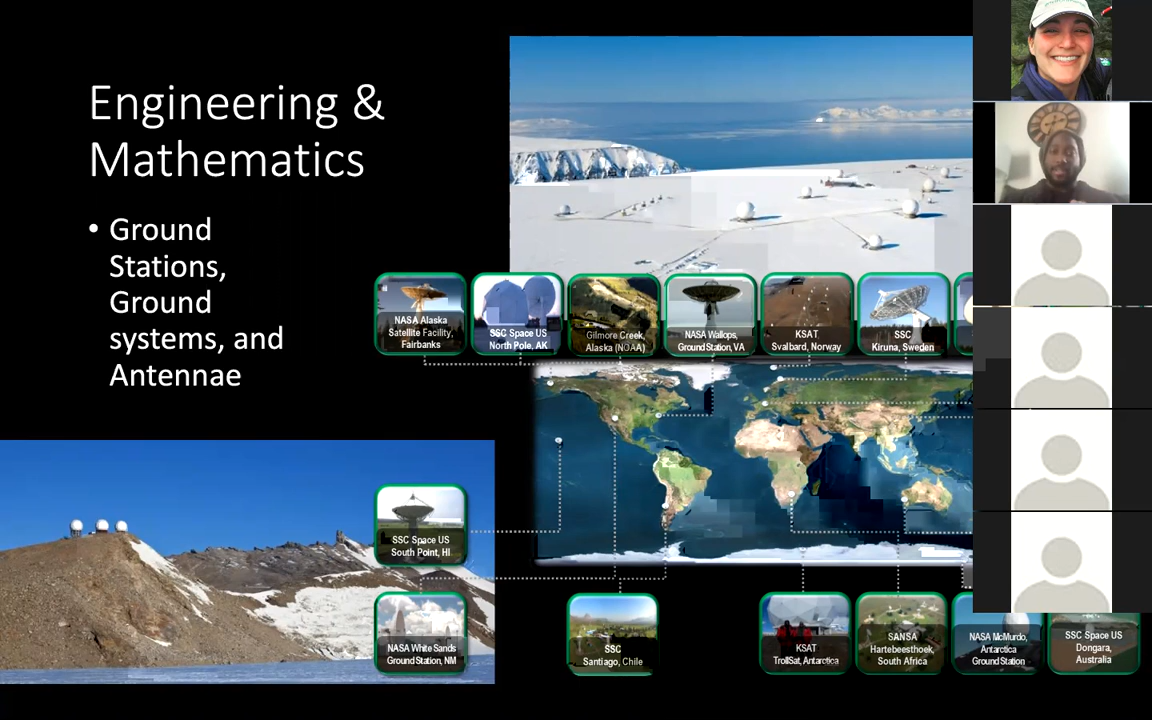 Engineering &
Mathematics
• Ground
Stations,
Ground
systems, and
Antennae
NASA Alaska
Satellite Facility,
Fairbanks
SSC Space US
North Pole, AK
Gilmore Creek,
Alaska (NOAA)
NASA Wallops,
Ground Station, VA
KSAT
Svalbard, Norway
SSC
Kiruna, Sweden
SSC Space US
South Point, HI
NASA White Sands
Ground Station, NM
SSC
Santiago, Chile
KSAT
TrollSat, Antarctica
SANSA
Hartebeesthoek,
South Africa
NASA McMurdo,
Antarctica
Ground Station
SSC Space US
Dongara,
Australia